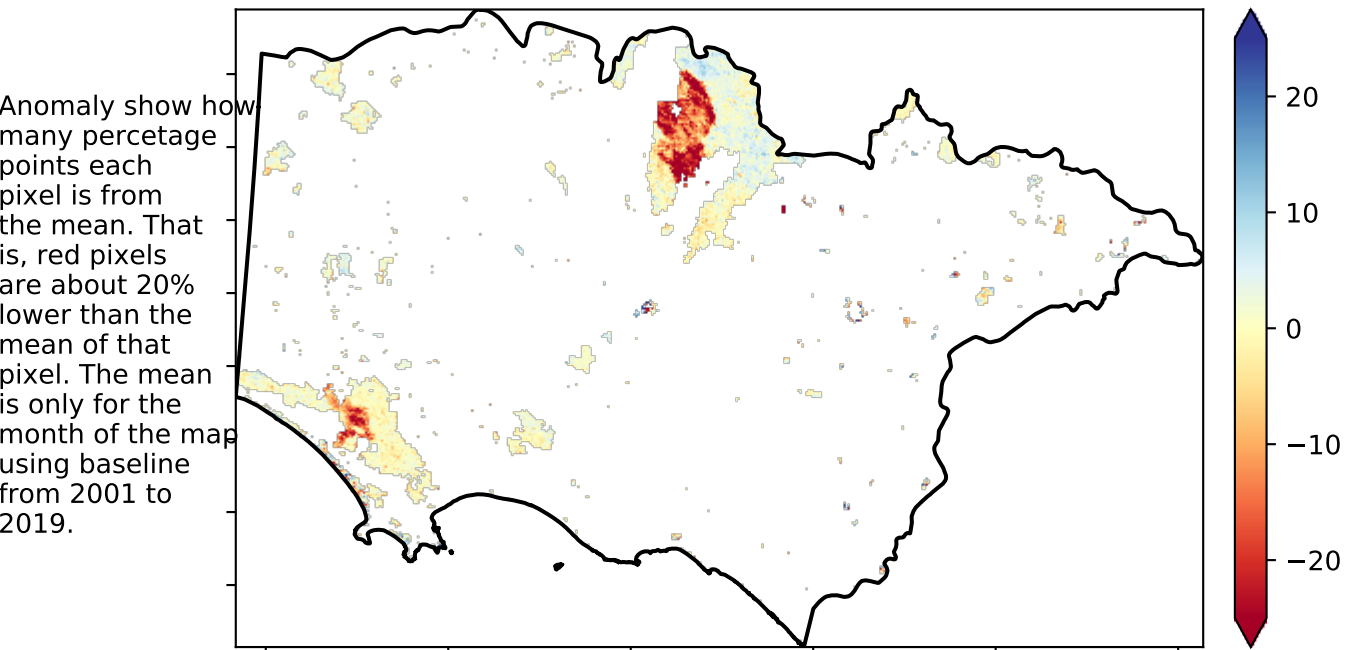 Anomaly show how
many percetage
points each
pixel is from
the mean. That
is, red pixels
are about 20%
lower than the
mean of that
pixel. The mean
is only for the
month of the map
using baseline
from 2001 to
2019.
20
10
0
−10
−20